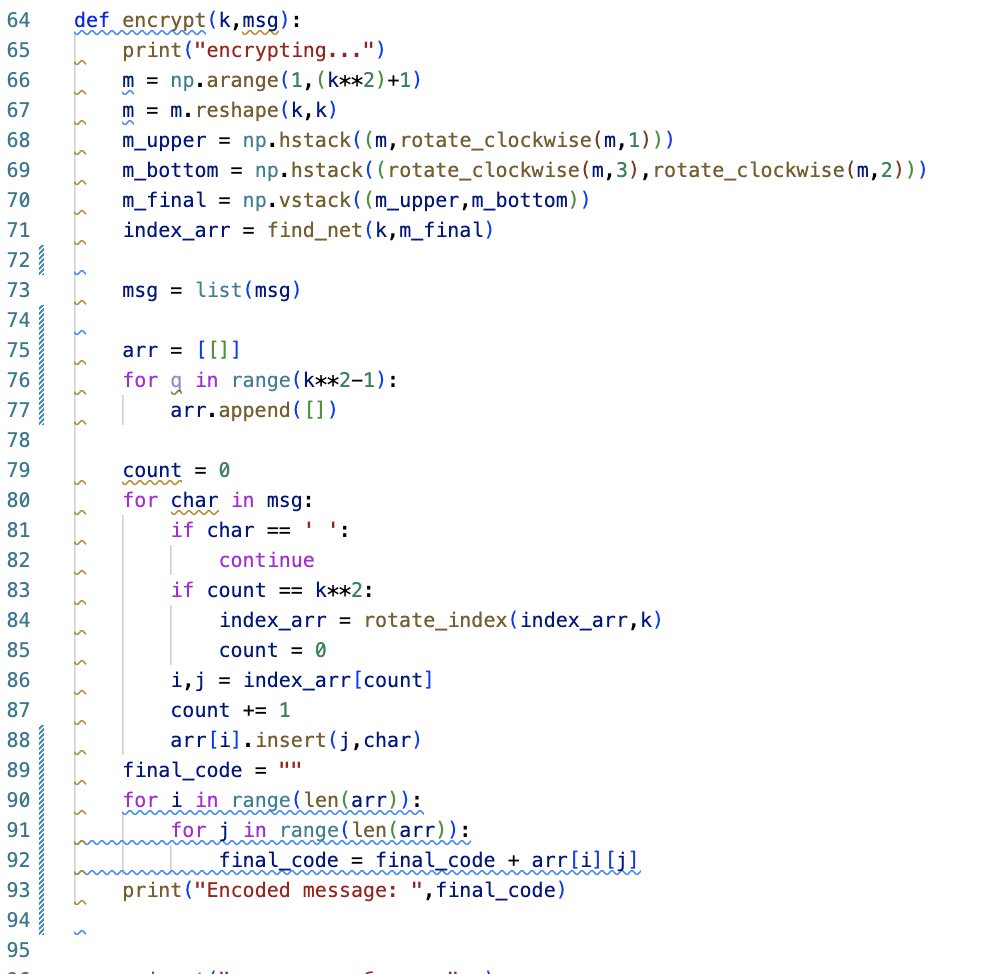 64 def encrypt(k,msg):
65 print("encrypting...")
66 m = np.arange(1,(k**2)+1)
67 m = m.reshape(k,k)
68 m_upper = np.hstack((m,rotate_clockwise(m,1)))
69 m_bottom = np.hstack((rotate_clockwise(m,3),rotate_clockwise(m,2)))
70 m_final = np.vstack((m_upper,m_bottom))
71 index_arr = find_net(k,m_final)
72
73 msg = list(msg)
74
75 arr = [[]]
76 for q in range(k**2-1):
77 arr.append([])
78
79 count = 0
80 for char in msg:
81 if char == ' ':
82 continue
83 if count == k**2:
84 index_arr = rotate_index(index_arr,k)
85 count = 0
86 i,j = index_arr[count]
87 count += 1
88 arr[i].insert(j,char)
89 final_code = ""
90 for i in range(len(arr)):
91 for j in range(len(arr)):
92 final_code = final_code + arr[i][j]
93 print("Encoded message: ",final_code)
94
95